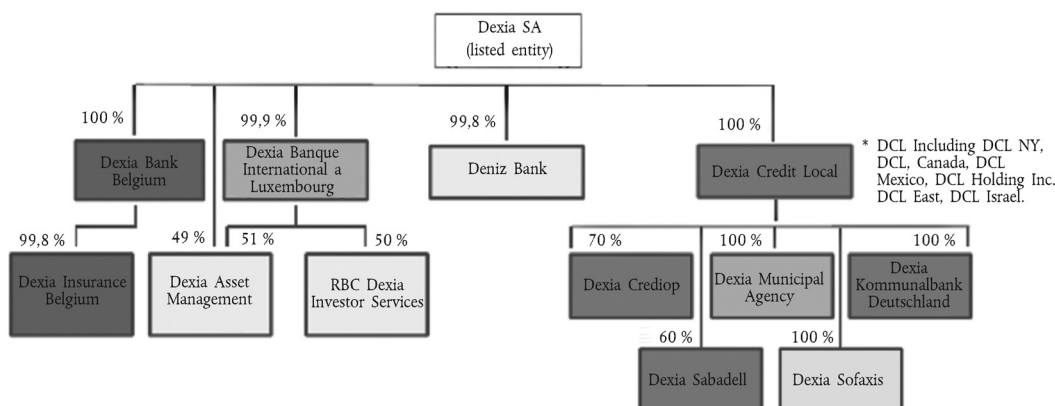 Dexia SA
(listed entity)
100 %
99,9 %
99,8 %
100 %
Dexia Bank
Belgium
Dexia Banque
International a
Luxembourg
Deniz Bank
Dexia Credit Local
* DCL Including DCL NY,
DCL, Canada, DCL
Mexico, DCL Holding Inc.
DCL East, DCL Israel.
99,8 %
49 %
51 %
50 %
70 %
100 %
100 %
Dexia Insurance
Belgium
Dexia Asset
Management
RBC Dexia
Investor Services
Dexia Crediop
Dexia Municipal
Agency
Dexia
Kommunalbank
Deutschland
60 %
100 %
Dexia Sabadell
Dexia Sofaxis